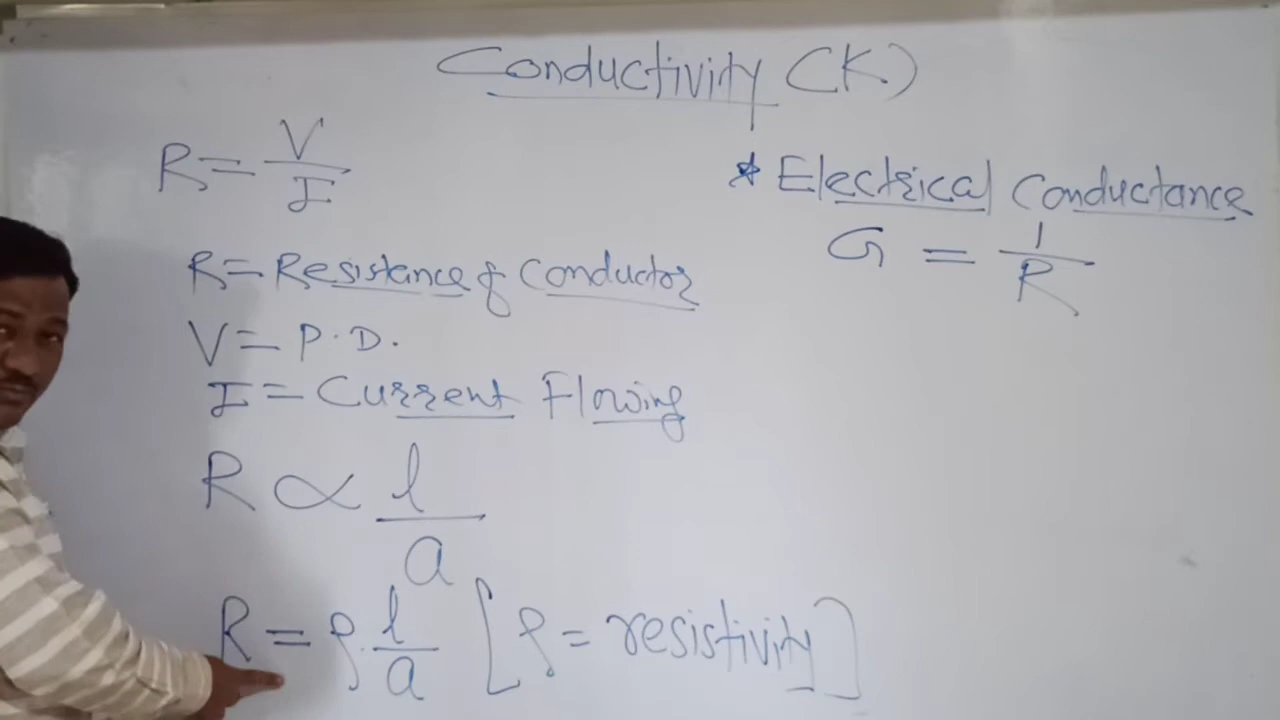 Conductivity (K)
R = V/I
R = Resistance of Conductor
V = P.D.
I = Current Flowing
R ∝ l/a
R = ρ l/a [ρ = resistivity]
* Electrical Conductance
G = 1/R